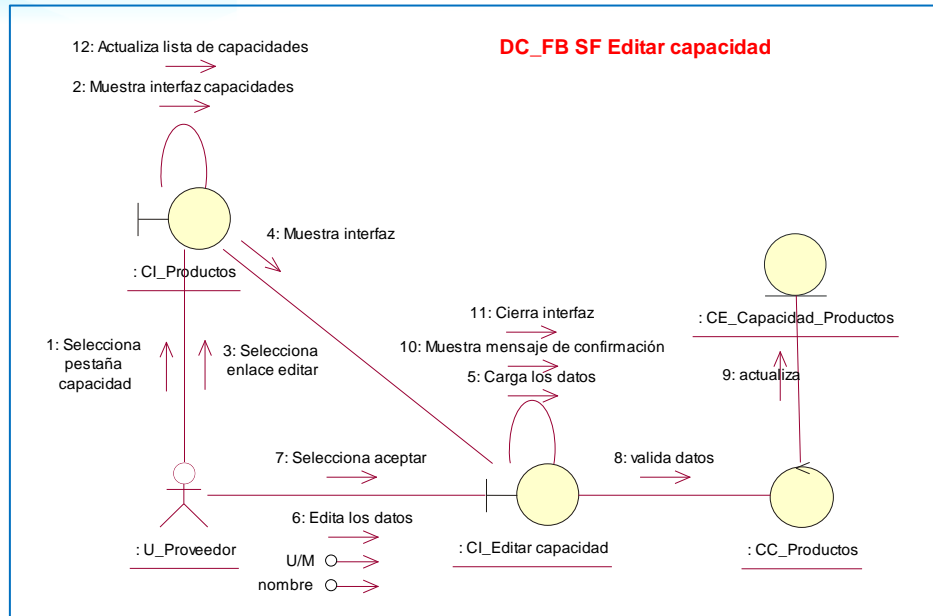 12: Actualiza lista de capacidades
DC_FB SF Editar capacidad
2: Muestra interfaz capacidades
4: Muestra interfaz
: CI_Productos
11: Cierra interfaz
: CE_Capacidad_Productos
1: Selecciona
pestaña
capacidad
3: Selecciona
enlace editar
10: Muestra mensaje de confirmación
5: Carga los datos
9: actualiza
7: Selecciona aceptar
8: valida datos
6: Edita los datos
: U_Proveedor
U/M
nombre
: CI_Editar capacidad
: CC_Productos